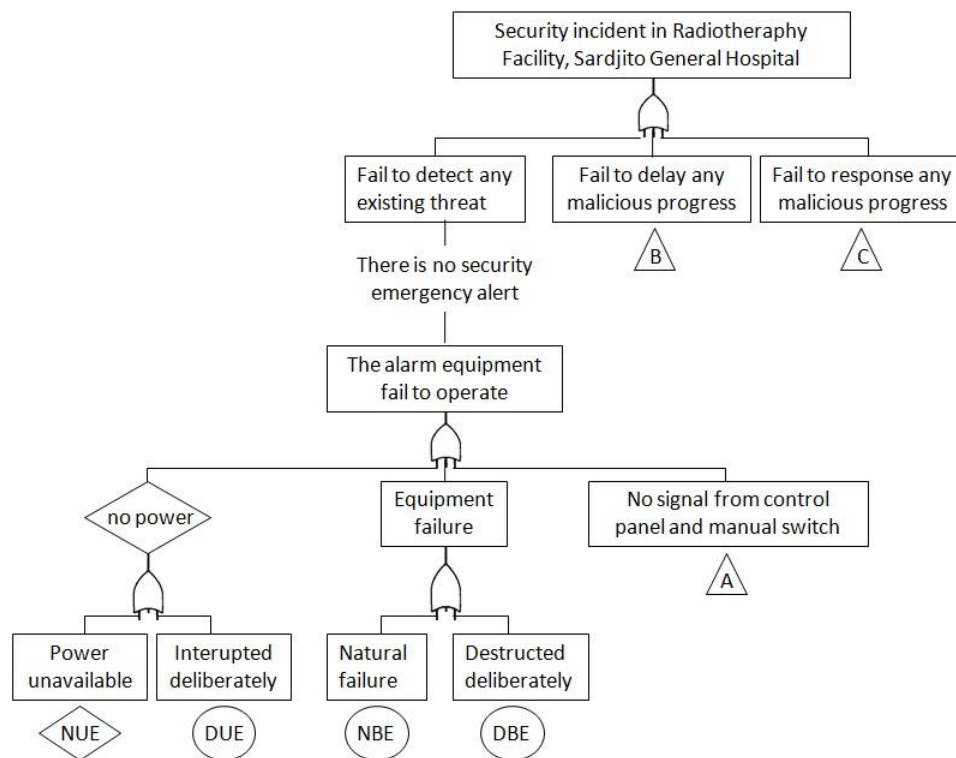 Security incident in Radiotheraphy
Facility, Sardjito General Hospital
Fail to detect any
existing threat
Fail to delay any
malicious progress
Fail to response any
malicious progress
B
C
There is no security
emergency alert
The alarm equipment
fail to operate
no power
Equipment
failure
No signal from control
panel and manual switch
A
Power
unavailable
Interupted
deliberately
Natural
failure
Destructed
deliberately
NUE
DUE
NBE
DBE